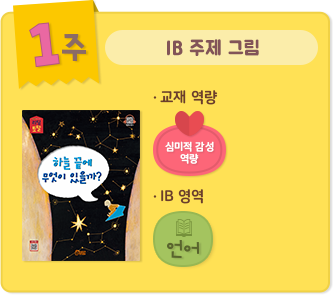 1주
IB 주제 그림
하늘 끝에
무엇이 있을까?
· 교재 역량
심미적 감성
역량
· IB 영역
언어